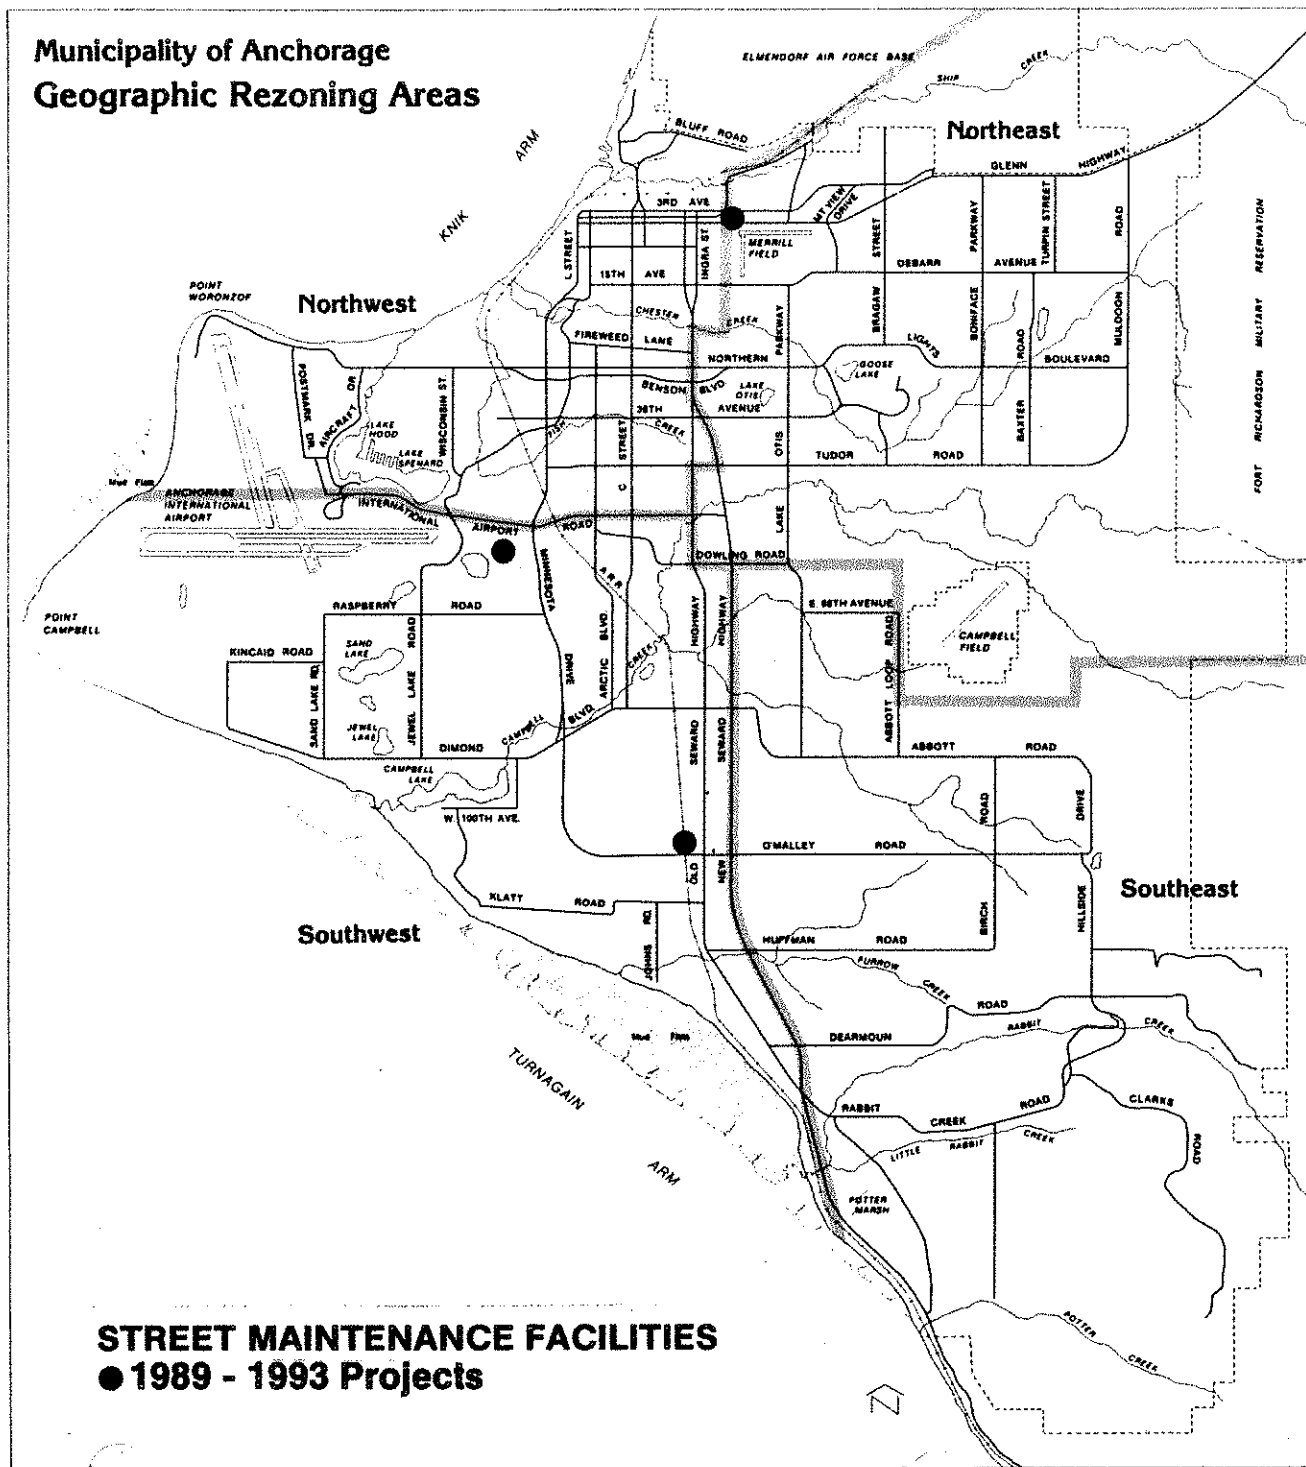 Municipality of Anchorage
Geographic Rezoning Areas
ELMENDORF AIR FORCE BASE
SHIP
CREEK
KNIK
ARM
BLUFF ROAD
Northeast
GLENN
HIGHWAY
3RD AVE
MT VIEW
DRIVE
L STREET
INGRA ST.
MERRILL
FIELD
BRAGAW
STREET
BONIFACE
PARKWAY
TURPIN STREET
MULDOON
ROAD
FORT RICHARDSON MILITARY RESERVATION
DEBARR
AVENUE
15TH AVE
POINT
WORONZOF
Northwest
CHESTER
CREEK
FIREWEED LANE
NORTHERN
LIGHTS
BOULEVARD
PARKWAY
GOOSE
LAKE
BAXTER
ROAD
POSTMARK DR.
AIRCRAFT
DR
WISCONSIN ST.
BENSON BLVD
LAKE
OTIS
36TH
AVENUE
LAKE
HOOD
LAKE
SPENARD
FISH
CREEK
C
STREET
TUDOR
ROAD
LAKE
OTIS
Mud Flats
ANCHORAGE
INTERNATIONAL
AIRPORT
INTERNATIONAL
AIRPORT
ROAD
DOWLING ROAD
MINNESOTA
DRIVE
A R R
RASPBERRY
ROAD
E. 68TH AVENUE
CAMPBELL
FIELD
POINT
CAMPBELL
KINCAID ROAD
SAND
LAKE
SAND LAKE RD.
JEWEL
LAKE
JEWEL LAKE ROAD
ARCTIC BLVD
CREEK
HIGHWAY
HIGHWAY
ABBOTT LOOP ROAD
DIMOND
BLVD
CAMPBELL
SEWARD
SEWARD
ABBOTT
ROAD
CAMPBELL
LAKE
W. 100TH AVE.
O'MALLEY
ROAD
OLD
NEW
BIRCH
ROAD
HILLSIDE
DRIVE
Southeast
KLATT
ROAD
JOHNS RD.
Southwest
HUFFMAN
ROAD
FURROW
CREEK
ROAD
DEARMOUN
RABBIT
CREEK
Mud Flats
TURNAGAIN
ARM
RABBIT
CREEK
ROAD
CLARKS
ROAD
LITTLE
RABBIT
CREEK
POTTER
MARSH
POTTER
CREEK
STREET MAINTENANCE FACILITIES
● 1989 - 1993 Projects
N